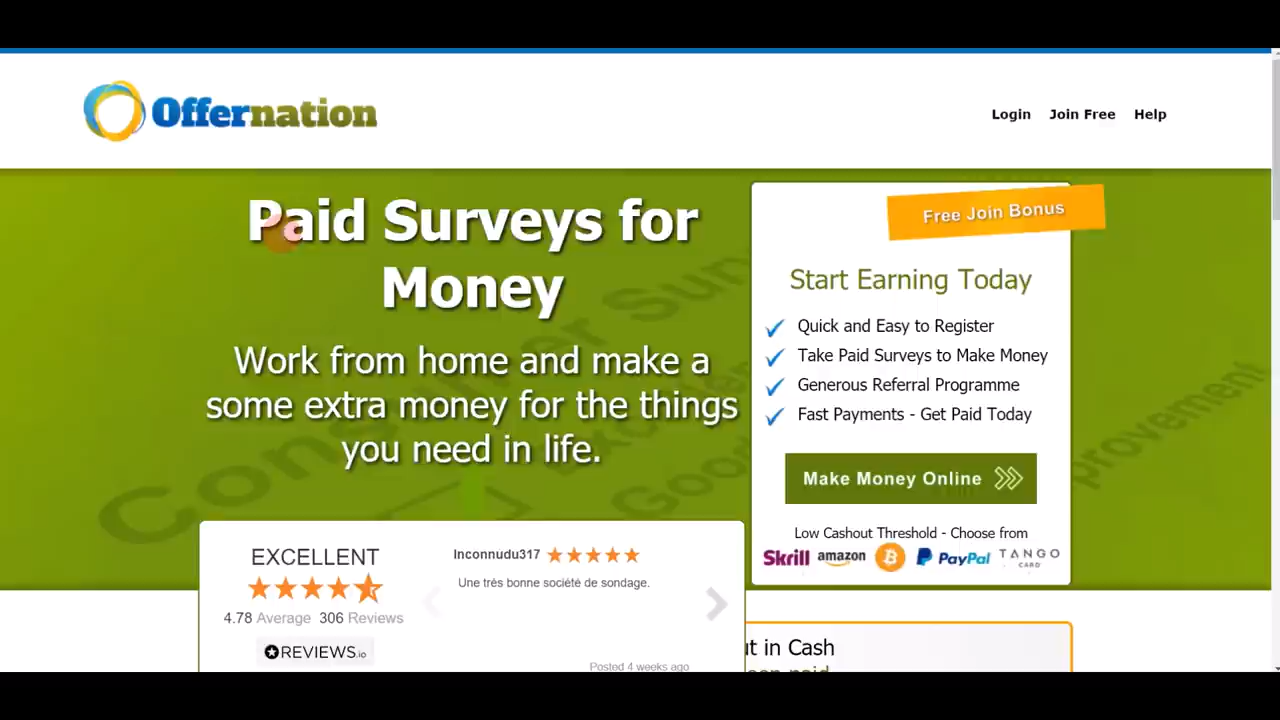 Offernation
Login Join Free Help
Paid Surveys for
Money
Work from home and make a
some extra money for the things
you need in life.
Free Join Bonus
Start Earning Today
Quick and Easy to Register
Take Paid Surveys to Make Money
Generous Referral Programme
Fast Payments - Get Paid Today
Make Money Online
Low Cashout Threshold - Choose from
Skrill amazon PayPal TANGO
CARD
EXCELLENT
4.78 Average 306 Reviews
REVIEWS.io
Inconnudu317
Une très bonne société de sondage.
Posted 4 weeks ago
in Cash